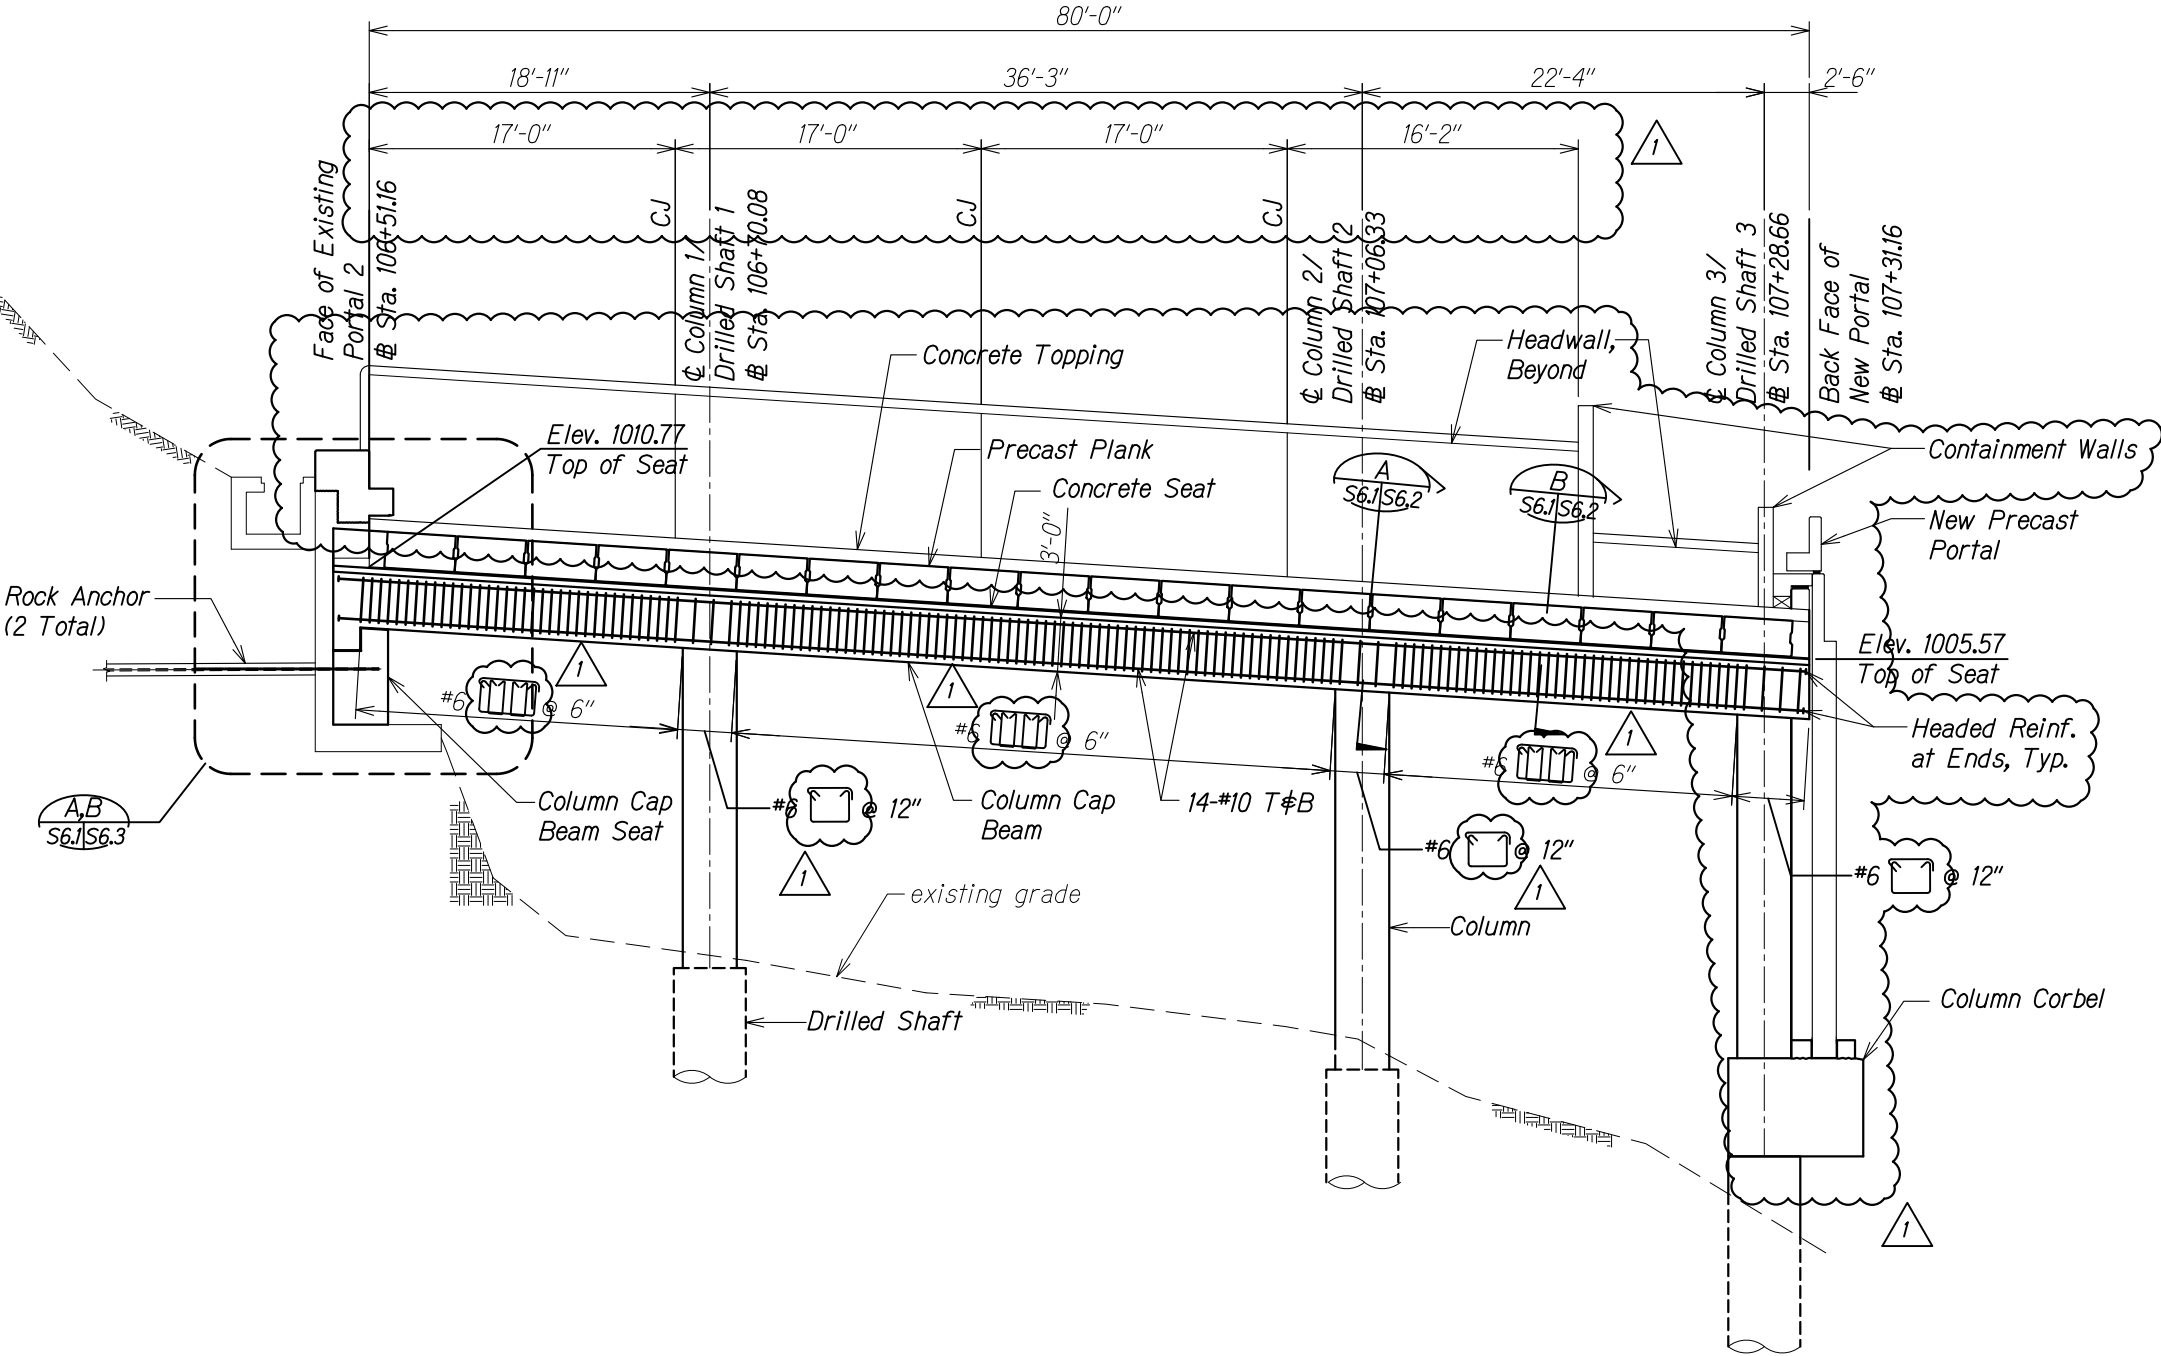 80'-0"
18'-11"
36'-3"
22'-4"
2'-6"
17'-0"
17'-0"
17'-0"
16'-2"
1
Face of Existing
Portal 2
Sta. 106+51.16
CJ
℄ Column 1/
Drilled Shaft 1
Sta. 106+70.08
CJ
CJ
℄ Column 2/
Drilled Shaft 2
Sta. 107+06.33
℄ Column 3/
Drilled Shaft 3
Sta. 107+28.66
Back Face of
New Portal
Sta. 107+31.16
Concrete Topping
Headwall,
Beyond
Elev. 1010.77
Top of Seat
Precast Plank
Concrete Seat
3'-0"
A
S6.1 S6.2
B
S6.1 S6.2
Containment Walls
New Precast
Portal
Rock Anchor
(2 Total)
Elev. 1005.57
Top of Seat
1
#6 @ 6"
1
#6 @ 6"
1
#6 @ 6"
Headed Reinf.
at Ends, Typ.
A,B
S6.1 S6.3
Column Cap
Beam Seat
#6 @ 12"
1
Column Cap
Beam
14-#10 T&B
#6 @ 12"
1
#6 @ 12"
existing grade
Column
Drilled Shaft
Column Corbel
1